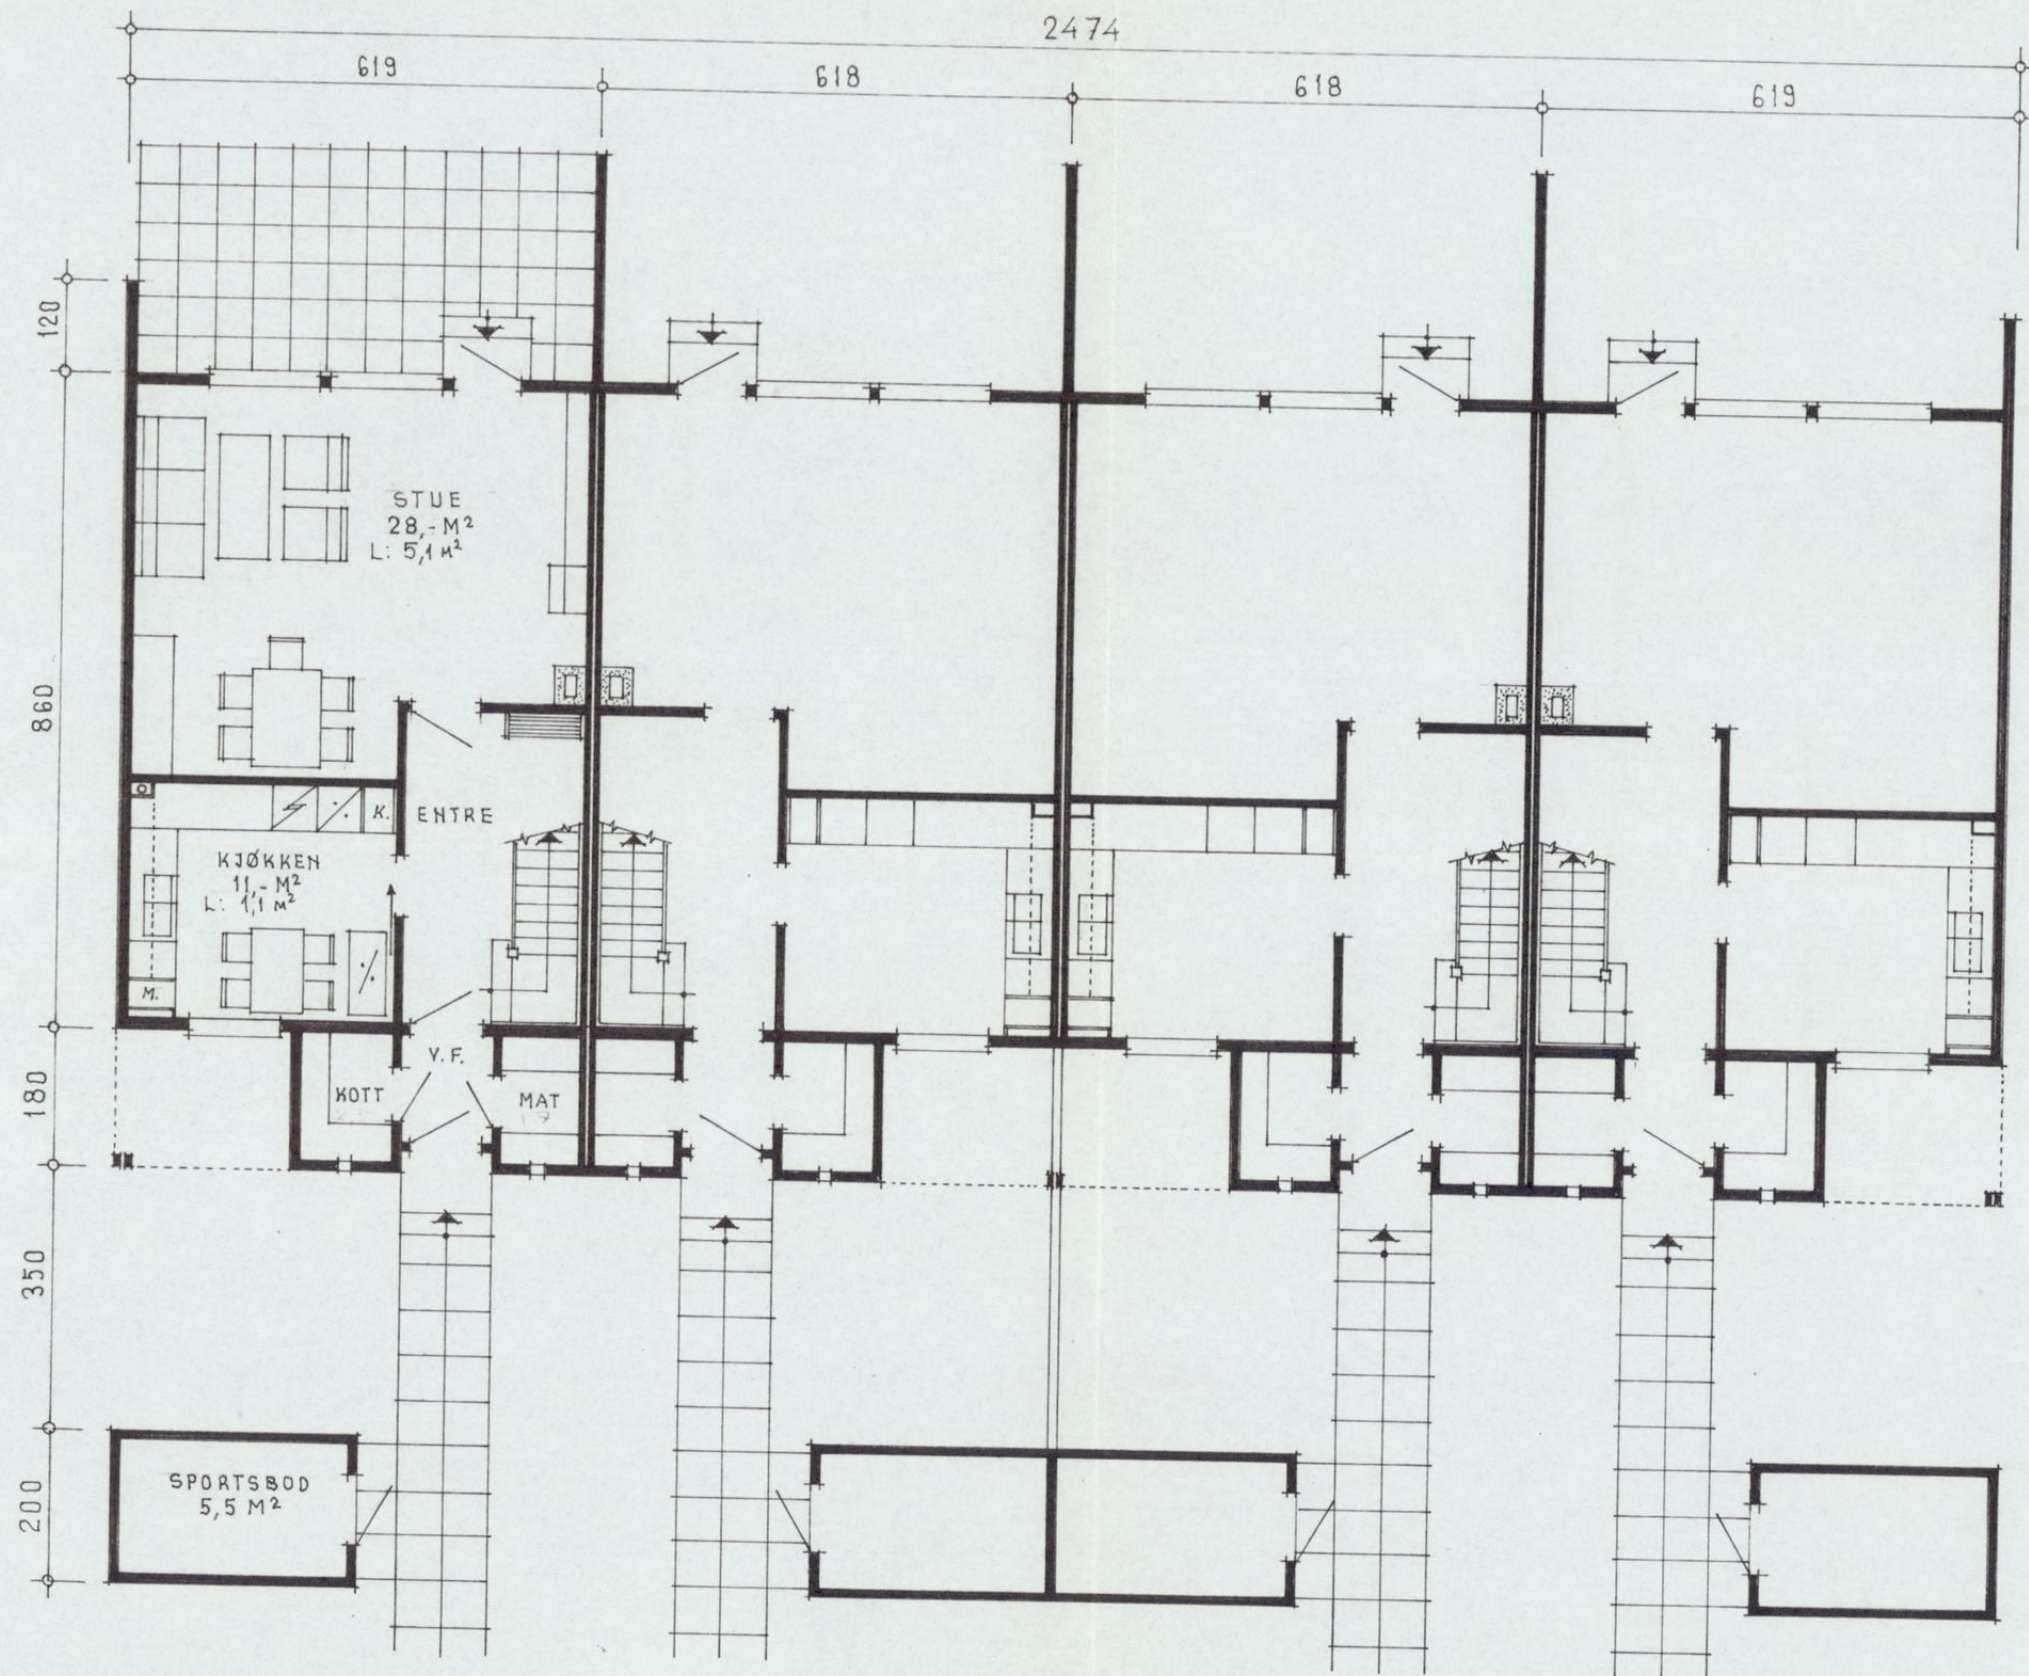 2474
619
618
618
619
120
STUE
28,- M²
L: 5,1 M²
860
K.
ENTRE
KJØKKEN
11,- M²
L: 1,1 M²
M.
V.F.
KOTT
MAT
180
350
SPORTSBOD
5,5 M²
200